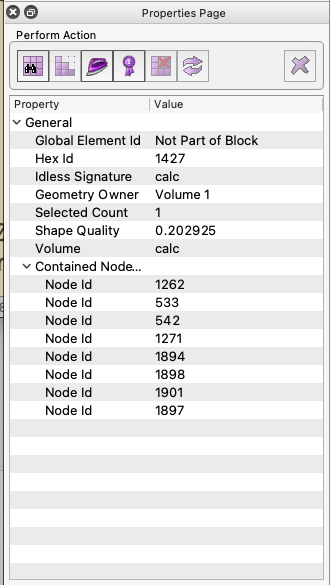 Properties Page
Perform Action
Property Value
General
Global Element Id Not Part of Block
Hex Id 1427
Idless Signature calc
Geometry Owner Volume 1
Selected Count 1
Shape Quality 0.202925
Volume calc
Contained Node...
Node Id 1262
Node Id 533
Node Id 542
Node Id 1271
Node Id 1894
Node Id 1898
Node Id 1901
Node Id 1897